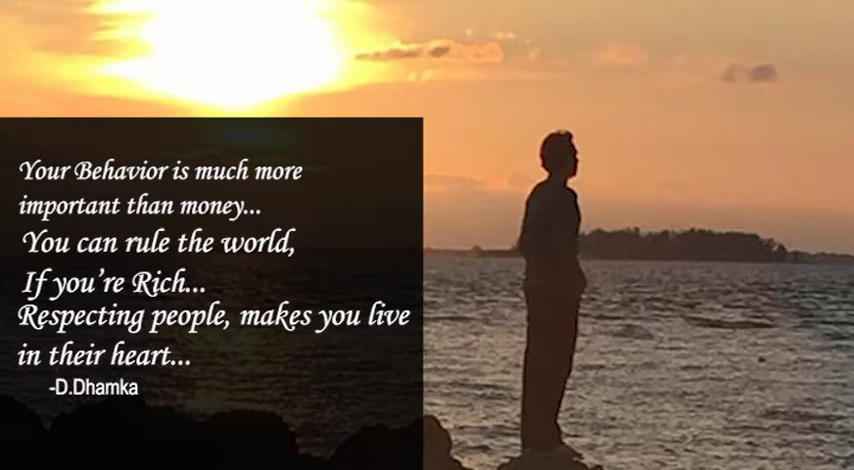 Your Behavior is much more
important than money...
You can rule the world,
If you're Rich...
Respecting people, makes you live
in their heart...
-D.Dhamka